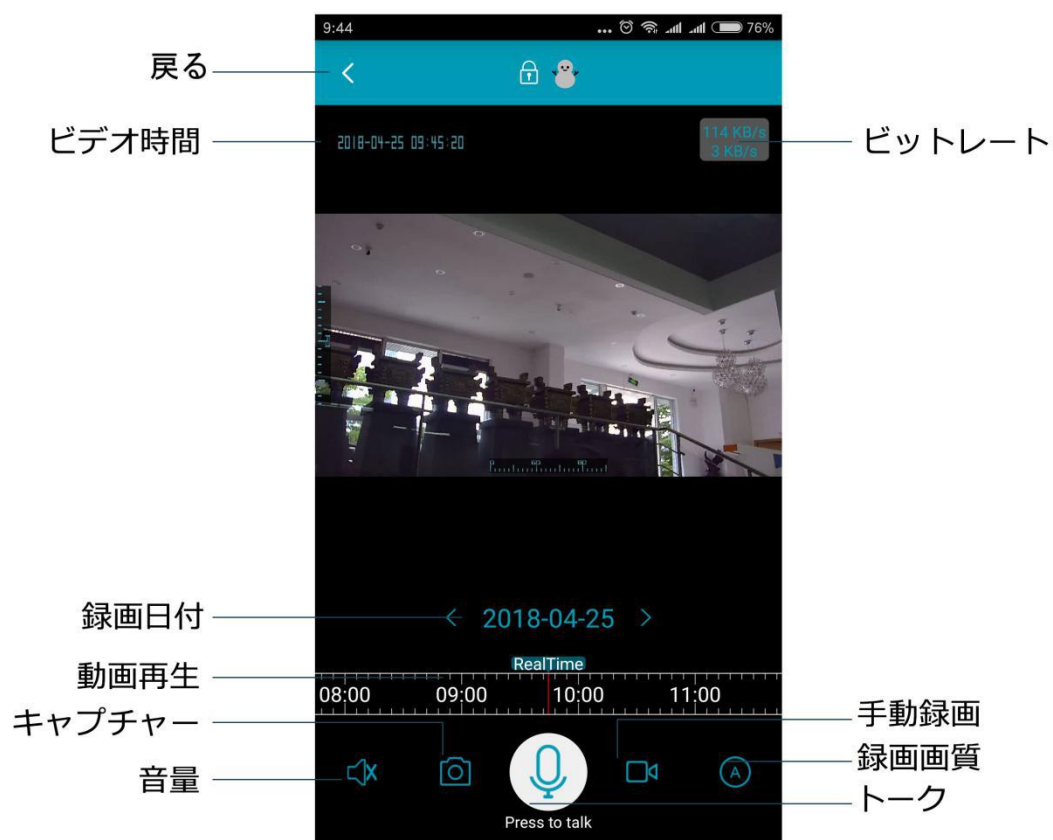 9:44
... 76%
戻る
ビデオ時間
2018-04-25 09:45:20
114 KB/s
3 KB/s
ビットレート
録画日付
2018-04-25
動画再生
RealTime
08:00 09:00 10:00 11:00
キャプチャー
手動録画
音量
A
録画画質
トーク
Press to talk